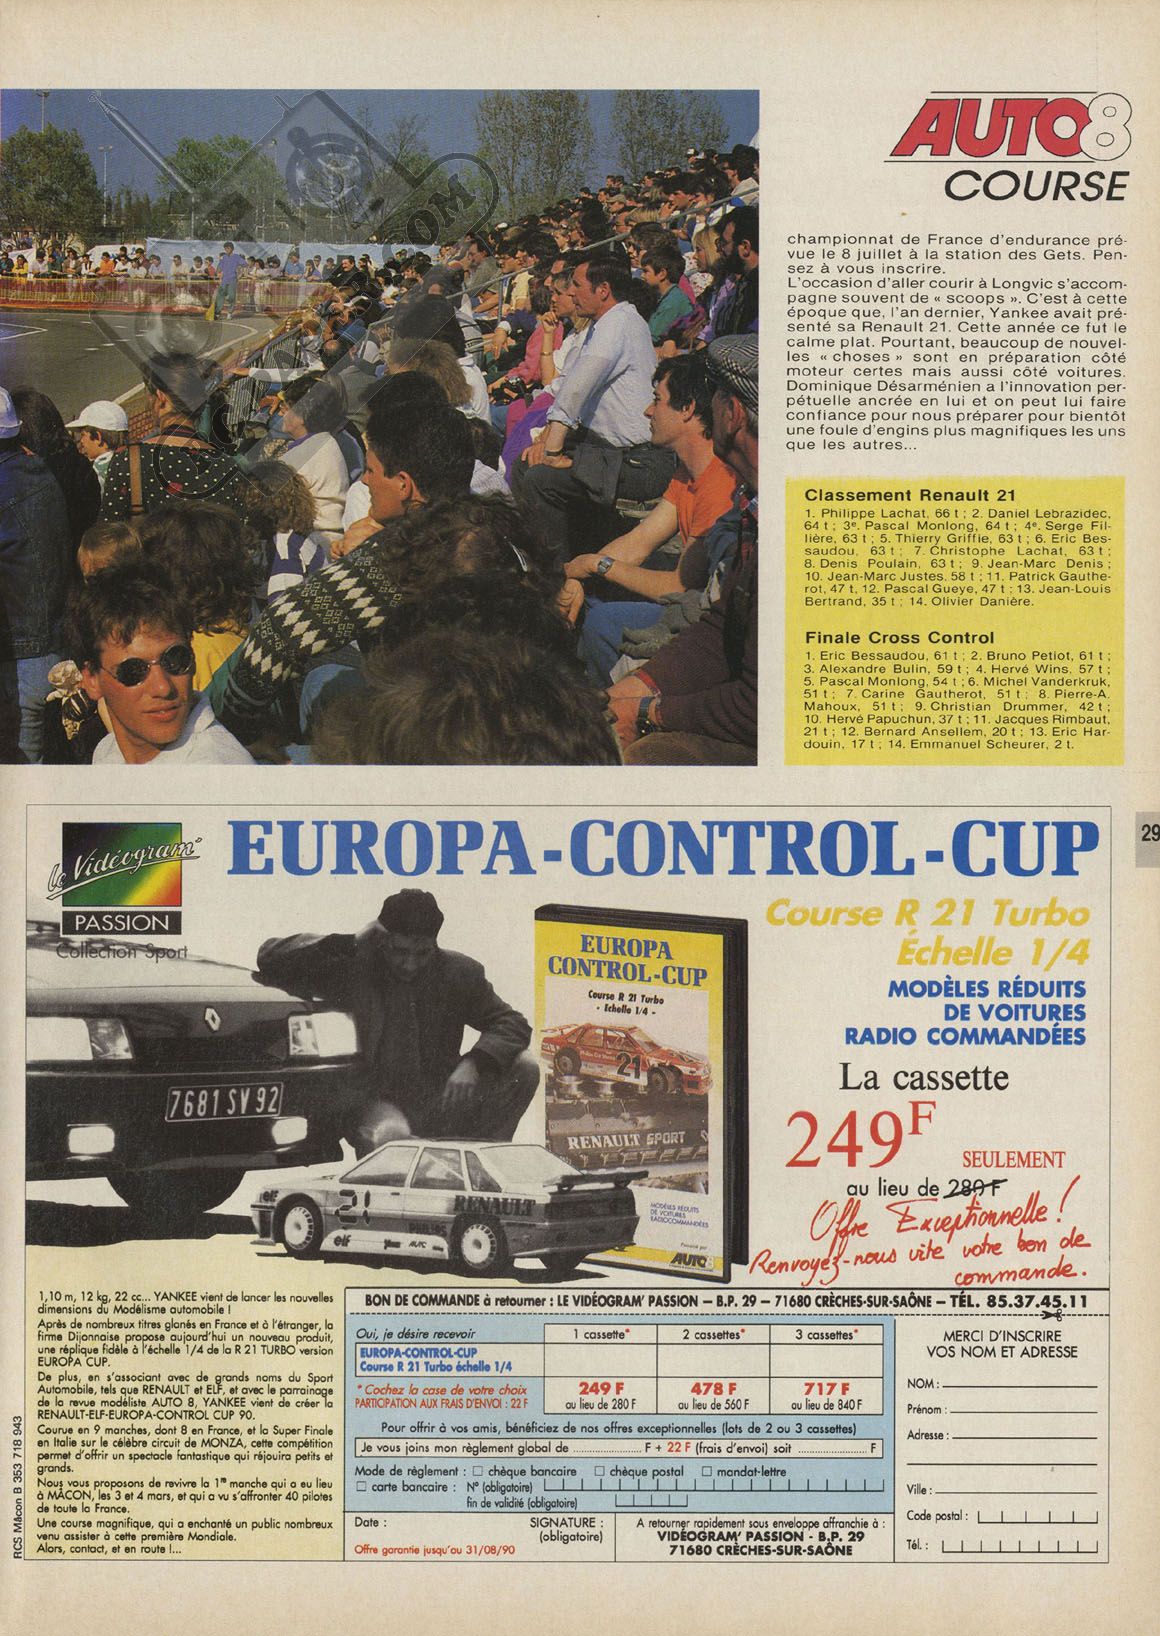 AUTO8
COURSE
championnat de France d'endurance pré-
vue le 8 juillet à la station des Gets. Pen-
sez à vous inscrire.
L'occasion d'aller courir à Longvic s'accom-
pagne souvent de « scoops ». C'est à cette
époque que, l'an dernier, Yankee avait pré-
senté sa Renault 21. Cette année ce fut le
calme plat. Pourtant, beaucoup de nouvel-
les « choses » sont en préparation côté
moteur certes mais aussi côté voitures.
Dominique Désarménien a l'innovation per-
pétuelle ancrée en lui et on peut lui faire
confiance pour nous préparer pour bientôt
une foule d'engins plus magnifiques les uns
que les autres...
Classement Renault 21
1. Philippe Lachat, 66 t ; 2. Daniel Lebrazidec,
64 t ; 3e. Pascal Monlong, 64 t ; 4e. Serge Fil-
lière, 63 t ; 5. Thierry Griffie, 63 t ; 6. Eric Bes-
saudou, 63 t ; 7. Christophe Lachat, 63 t ;
8. Denis Poulain, 63 t ; 9. Jean-Marc Denis ;
10. Jean-Marc Justes. 58 t ; 11. Patrick Gauthe-
rot, 47 t, 12. Pascal Gueye, 47 t ; 13. Jean-Louis
Bertrand, 35 t ; 14. Olivier Danière.
Finale Cross Control
1. Eric Bessaudou, 61 t ; 2. Bruno Petiot, 61 t ;
3. Alexandre Bulin, 59 t ; 4. Hervé Wins, 57 t ;
5. Pascal Monlong, 54 t ; 6. Michel Vanderkruk,
51 t ; 7. Carine Gautherot, 51 t ; 8. Pierre-A.
Mahoux, 51 t ; 9. Christian Drummer, 42 t ;
10. Hervé Papuchun, 37 t ; 11. Jacques Rimbaut,
21 t ; 12. Bernard Ansellem, 20 t ; 13. Eric Har-
douin, 17 t ; 14. Emmanuel Scheurer, 2 t.
29
le Vidéogram'
PASSION
Collection Sport
EUROPA-CONTROL-CUP
Course R 21 Turbo
Échelle 1/4
MODÈLES RÉDUITS
DE VOITURES
RADIO COMMANDÉES
La cassette
249F
SEULEMENT
au lieu de 280 F
Offre Exceptionnelle !
Renvoyez-nous vite votre bon de
commande.
EUROPA
CONTROL-CUP
Course R 21 Turbo
- Echelle 1/4 -
21
RENAULT SPORT
MODÈLES RÉDUITS
DE VOITURES
RADIOCOMMANDÉES
AUTO8
7681 SV 92
elf
21
RENAULT
PHILIPS
elf
AUTO
1,10 m, 12 kg, 22 cc... YANKEE vient de lancer les nouvelles
dimensions du Modélisme automobile !
Après de nombreux titres glanés en France et à l'étranger, la
firme Dijonnaise propose aujourd'hui un nouveau produit,
une réplique fidèle à l'échelle 1/4 de la R 21 TURBO version
EUROPA CUP.
De plus, en s'associant avec de grands noms du Sport
Automobile, tels que RENAULT et ELF, et avec le parrainage
de la revue modéliste AUTO 8, YANKEE vient de créer la
RENAULT-ELF-EUROPA-CONTROL CUP 90.
Courue en 9 manches, dont 8 en France, et la Super Finale
en Italie sur le célèbre circuit de MONZA, cette compétition
permet d'offrir un spectacle fantastique qui réjouira petits et
grands.
Nous vous proposons de revivre la 1re manche qui a eu lieu
à MÂCON, les 3 et 4 mars, et qui a vu s'affronter 40 pilotes
de toute la France.
Une course magnifique, qui a enchanté un public nombreux
venu assister à cette première Mondiale.
Alors, contact, et en route !...
RCS Mâcon B 353 718 943
BON DE COMMANDE à retourner : LE VIDÉOGRAM' PASSION – B.P. 29 – 71680 CRÈCHES-SUR-SAÔNE – TÉL. 85.37.45.11
Oui, je désire recevoir 1 cassette* 2 cassettes* 3 cassettes*
EUROPA-CONTROL-CUP
Course R 21 Turbo échelle 1/4
* Cochez la case de votre choix 249 F 478 F 717 F
PARTICIPATION AUX FRAIS D'ENVOI : 22 F au lieu de 280 F au lieu de 560 F au lieu de 840 F
Pour offrir à vos amis, bénéficiez de nos offres exceptionnelles (lots de 2 ou 3 cassettes)
Je vous joins mon règlement global de .................... F + 22 F (frais d'envoi) soit .................... F
Mode de règlement : □ chèque bancaire □ chèque postal □ mandat-lettre
□ carte bancaire : N° (obligatoire)
fin de validité (obligatoire)
Date : SIGNATURE :
(obligatoire)
Offre garantie jusqu'au 31/08/90
A retourner rapidement sous enveloppe affranchie à :
VIDÉOGRAM' PASSION - B.P. 29
71680 CRÈCHES-SUR-SAÔNE
MERCI D'INSCRIRE
VOS NOM ET ADRESSE
NOM :
Prénom :
Adresse :
Ville :
Code postal :
Tél. :